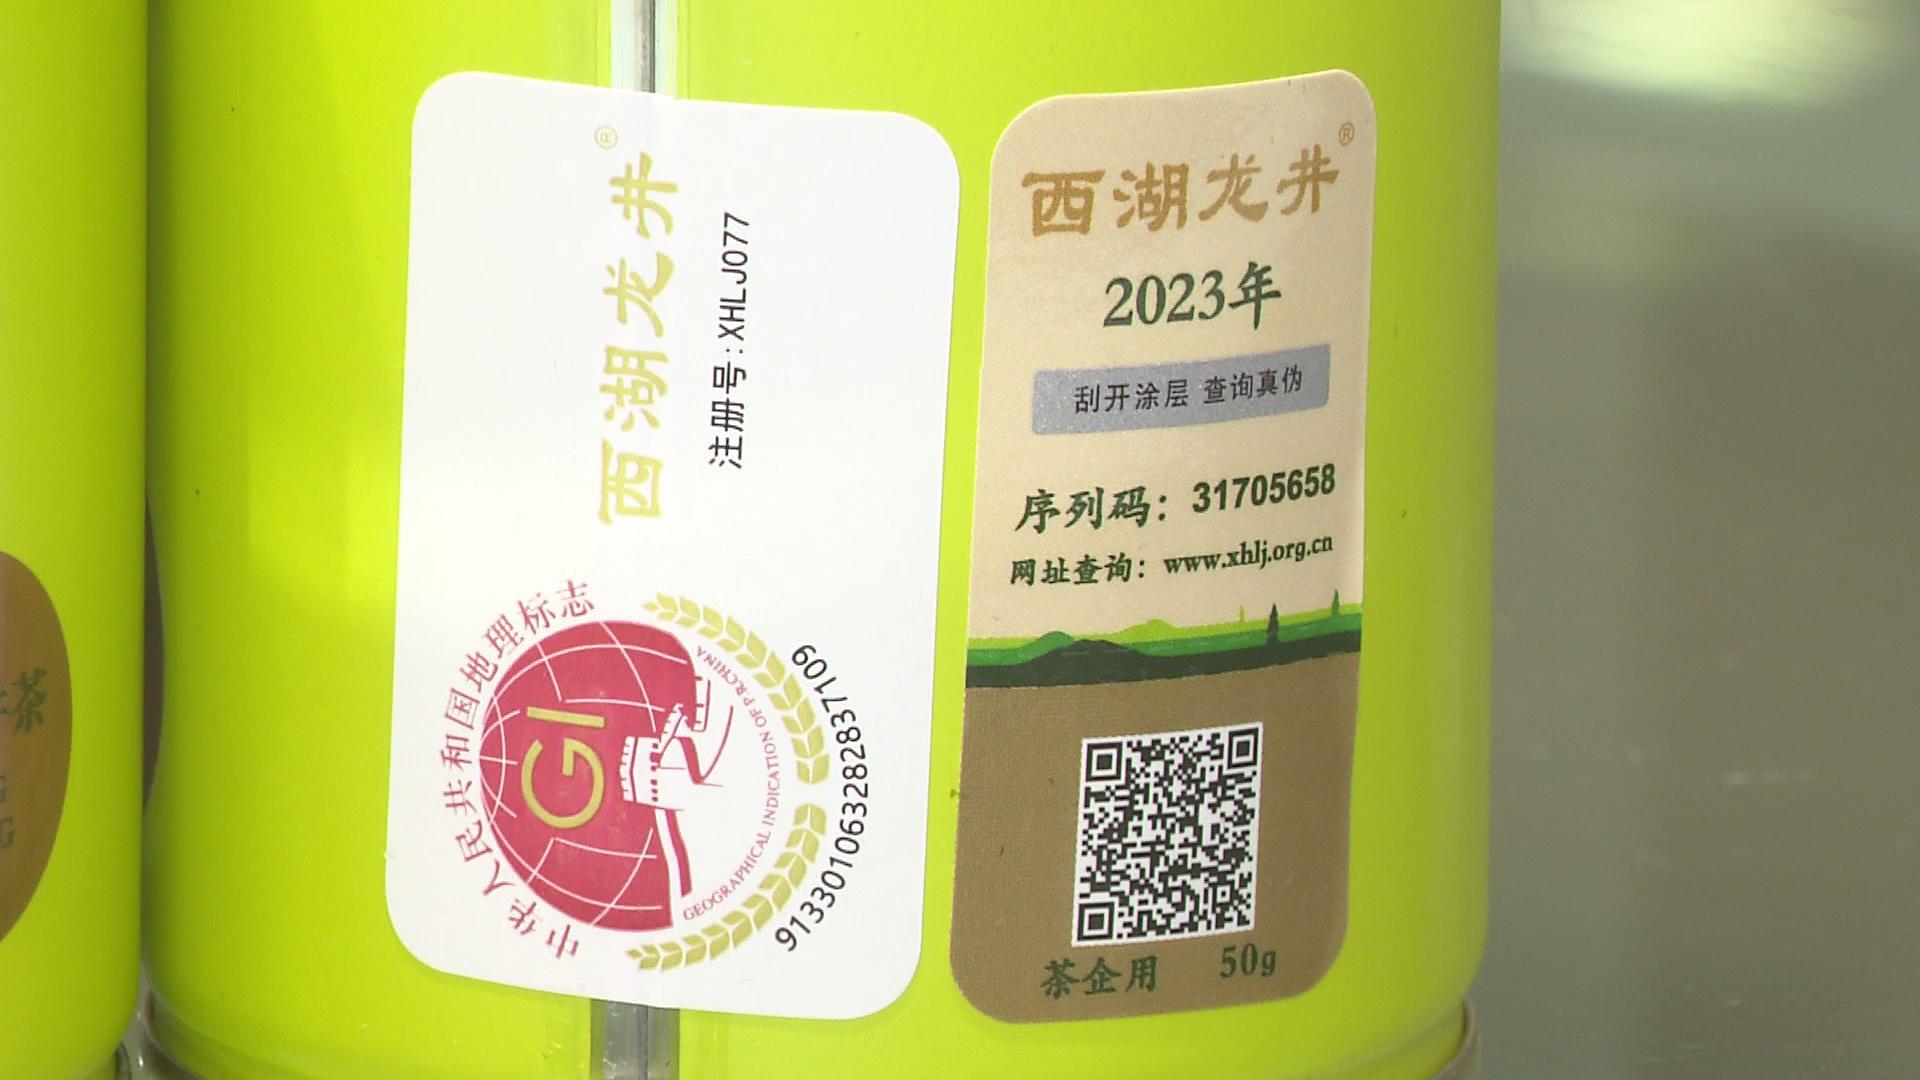 西湖龙井®
注册号：XHLJ077
中华人民共和国地理标志
GI
GEOGRAPHICAL INDICATION OF P.R.CHINA
913301063282837109
西湖龙井®
2023年
刮开涂层 查询真伪
序列码：31705658
网址查询：www.xhlj.org.cn
茶企用 50g
茶
G
G